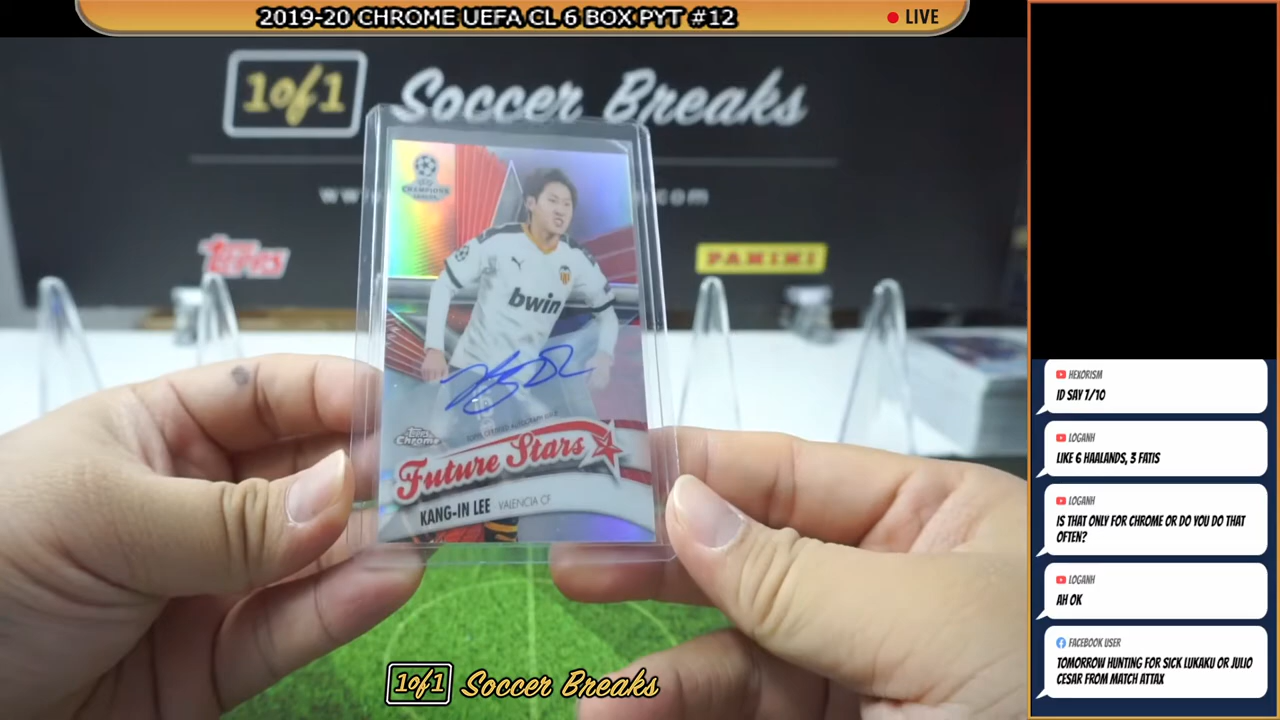 2019-20 CHROME UEFA CL 6 BOX PYT #12
LIVE
1of1 Soccer Breaks
Topps
PANINI
CHAMPIONS
bwin
Topps
Chrome
Future Stars
KANG-IN LEE VALENCIA CF
1of1 Soccer Breaks
HEXORISM
ID SAY 7/10
LOGANH
LIKE 6 HAALANDS, 3 FATIS
LOGANH
IS THAT ONLY FOR CHROME OR DO YOU DO THAT
OFTEN?
LOGANH
AH OK
FACEBOOK USER
TOMORROW HUNTING FOR SICK LUKAKU OR JULIO
CESAR FROM MATCH ATTAX